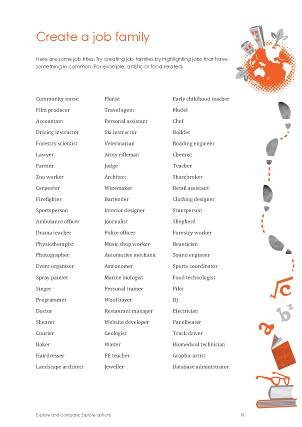 Create a job family
Here are some job titles. Try creating job families by highlighting jobs that have
something in common. For example, artistic or food related.
Community nurse Florist Early childhood teacher
Film producer Travel agent Model
Accountant Personal assistant Chef
Driving instructor Ski instructor Builder
Forestry scientist Veterinarian Roading engineer
Lawyer Army rifleman Chemist
Farmer Judge Teacher
Zoo worker Architect Sharebroker
Carpenter Winemaker Retail assistant
Firefighter Bartender Clothing designer
Sportsperson Interior designer Stuntperson
Ambulance officer Journalist Shepherd
Drama teacher Police officer Forestry worker
Physiotherapist Music shop worker Beautician
Photographer Automotive mechanic Sound engineer
Event organiser Astronomer Sports coordinator
Spray painter Marine biologist Food technologist
Singer Personal trainer Pilot
Programmer Wool buyer DJ
Doctor Restaurant manager Electrician
Shearer Website developer Panelbeater
Courier Geologist Truck driver
Baker Waiter Biomedical technician
Hairdresser PE teacher Graphic artist
Landscape architect Jeweller Database administrator
√c
b²
a
Explore and compare: Explore options 16